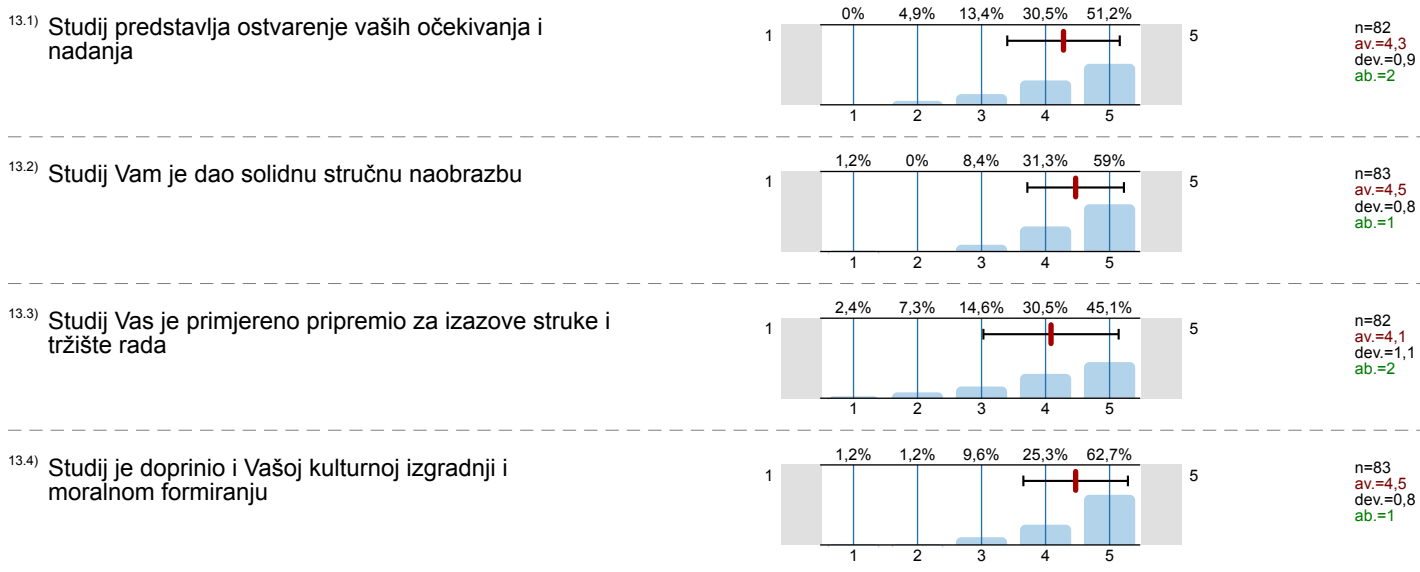 13.1) Studij predstavlja ostvarenje vaših očekivanja i
nadanja
0% 4,9% 13,4% 30,5% 51,2%
1 5
1 2 3 4 5
n=82
av.=4,3
dev.=0,9
ab.=2
13.2) Studij Vam je dao solidnu stručnu naobrazbu
1,2% 0% 8,4% 31,3% 59%
1 5
1 2 3 4 5
n=83
av.=4,5
dev.=0,8
ab.=1
13.3) Studij Vas je primjereno pripremio za izazove struke i
tržište rada
2,4% 7,3% 14,6% 30,5% 45,1%
1 5
1 2 3 4 5
n=82
av.=4,1
dev.=1,1
ab.=2
13.4) Studij je doprinio i Vašoj kulturnoj izgradnji i
moralnom formiranju
1,2% 1,2% 9,6% 25,3% 62,7%
1 5
1 2 3 4 5
n=83
av.=4,5
dev.=0,8
ab.=1